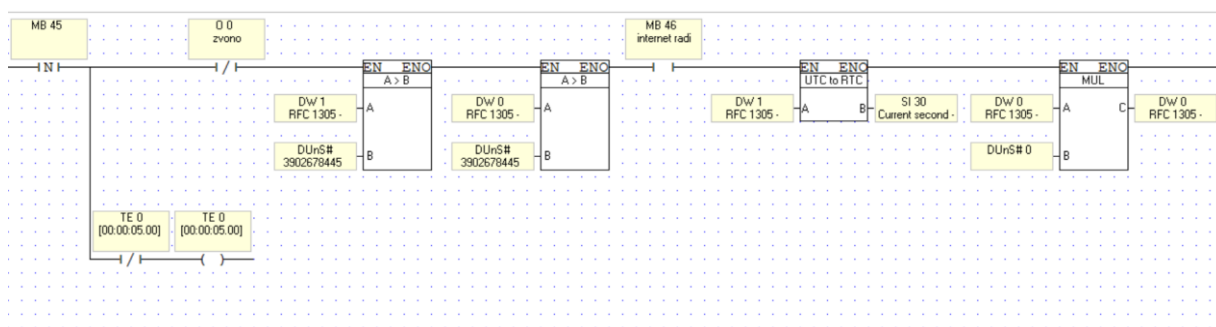 MB 45
O 0
zvono
MB 46
internet radi
N
EN ENO
A > B
EN ENO
A > B
EN ENO
UTC to RTC
EN ENO
MUL
DW 1
RFC 1305 -
A
DW 0
RFC 1305 -
A
DW 1
RFC 1305 -
A
B
SI 30
Current second -
DW 0
RFC 1305 -
A
C
DW 0
RFC 1305 -
DUnS#
3902678445
B
DUnS#
3902678445
B
DUnS# 0
B
TE 0
[00:00:05.00]
TE 0
[00:00:05.00]